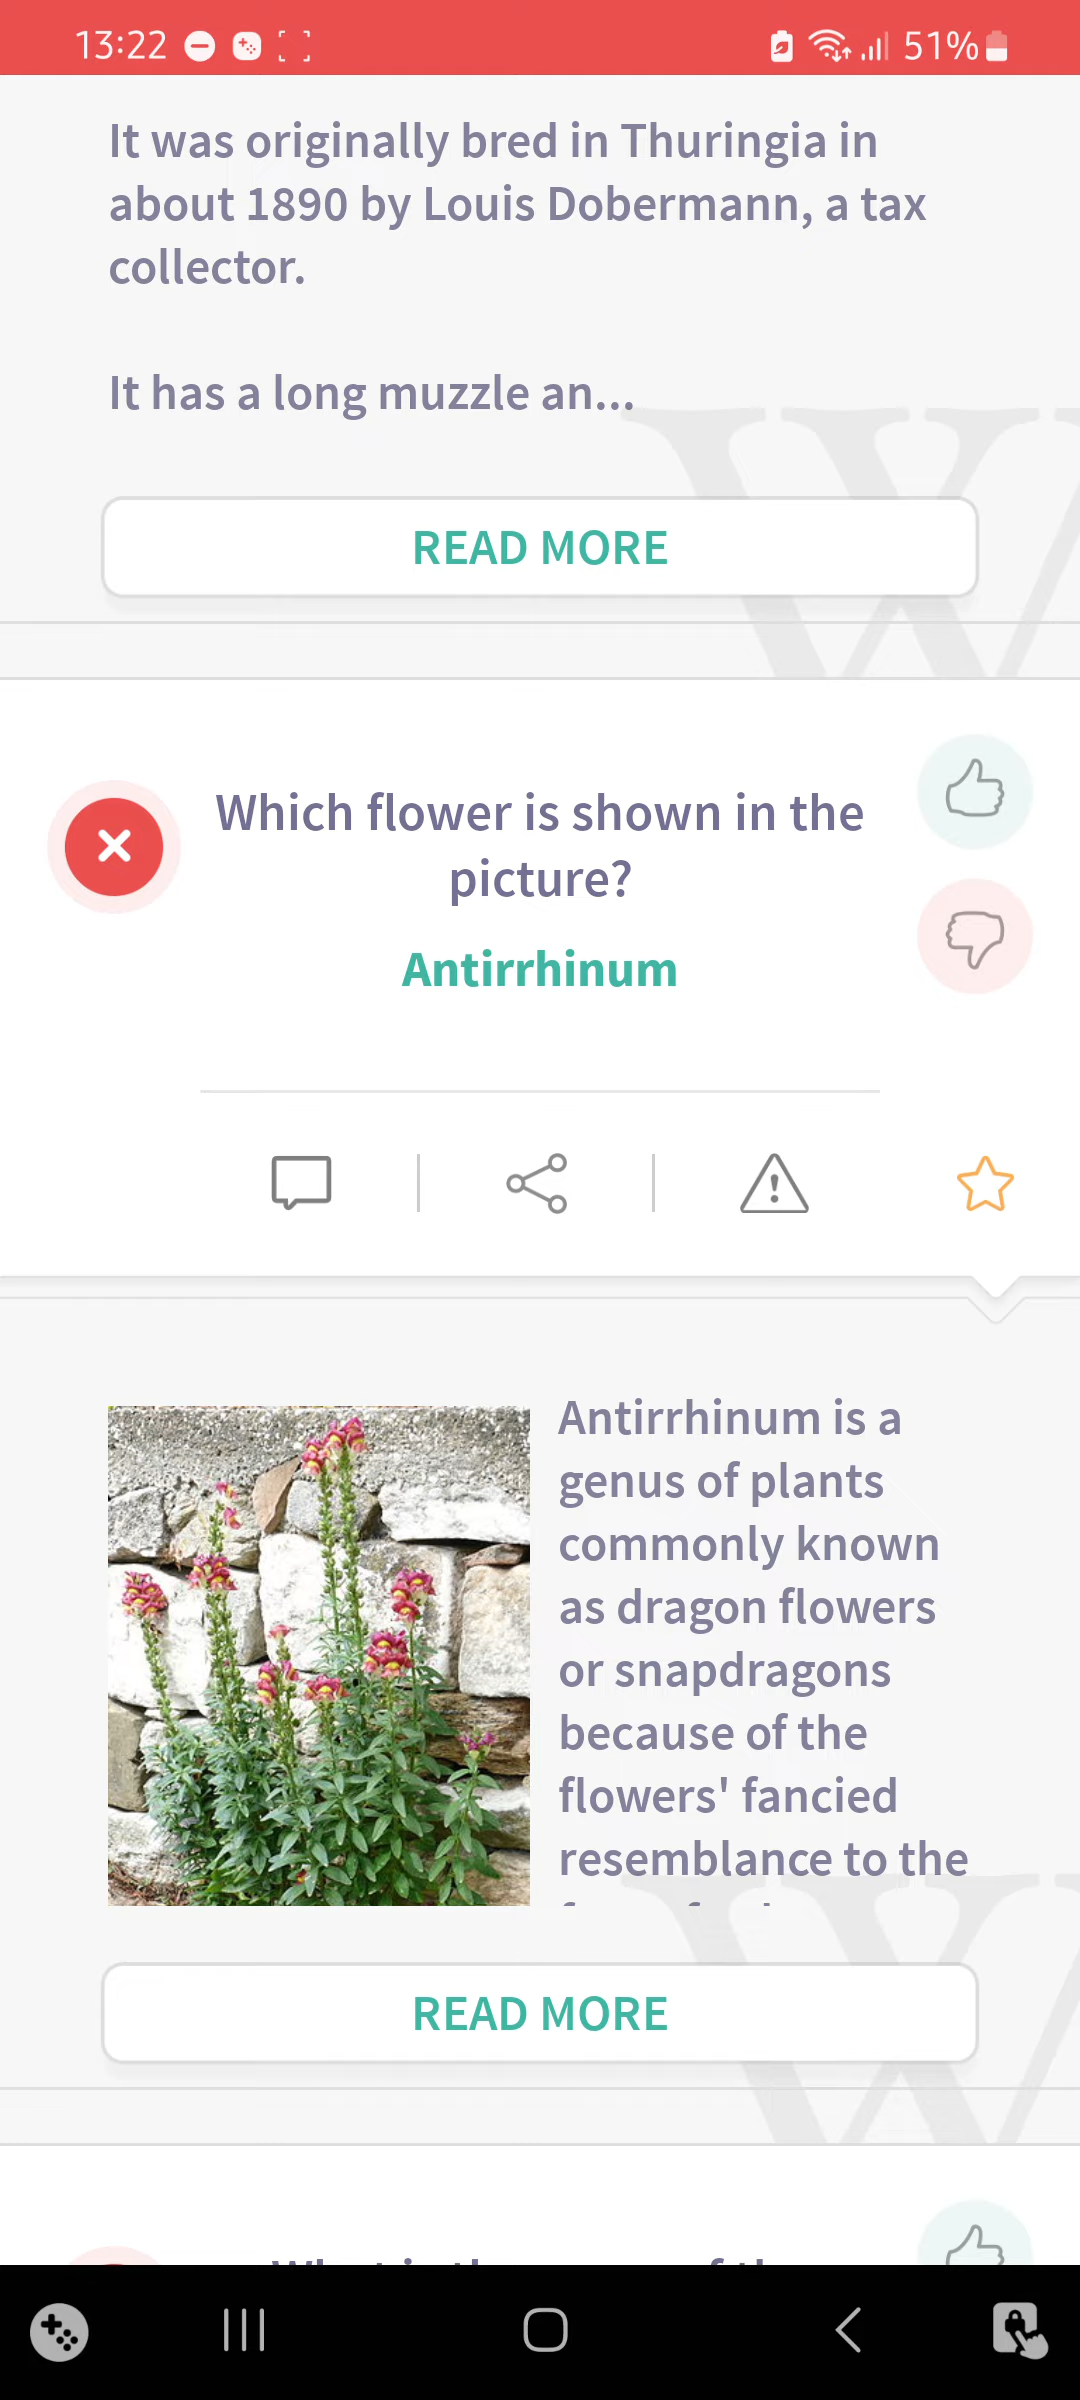 13:22
51%
It was originally bred in Thuringia in
about 1890 by Louis Dobermann, a tax
collector.
It has a long muzzle an...
READ MORE
Which flower is shown in the
picture?
Antirrhinum
Antirrhinum is a
genus of plants
commonly known
as dragon flowers
or snapdragons
because of the
flowers' fancied
resemblance to the
READ MORE